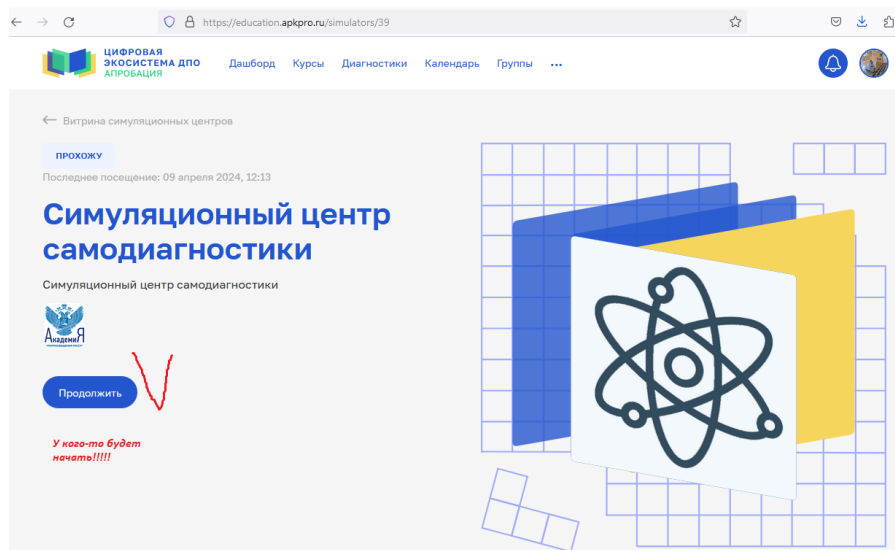 https://education.apkpro.ru/simulators/39
ЦИФРОВАЯ
ЭКОСИСТЕМА ДПО
АПРОБАЦИЯ
Дашборд Курсы Диагностики Календарь Группы ...
← Витрина симуляционных центров
ПРОХОЖУ
Последнее посещение: 09 апреля 2024, 12:13
Симуляционный центр
самодиагностики
Симуляционный центр самодиагностики
АкадемиЯ
Продолжить
У кого-то будет
начать!!!!!